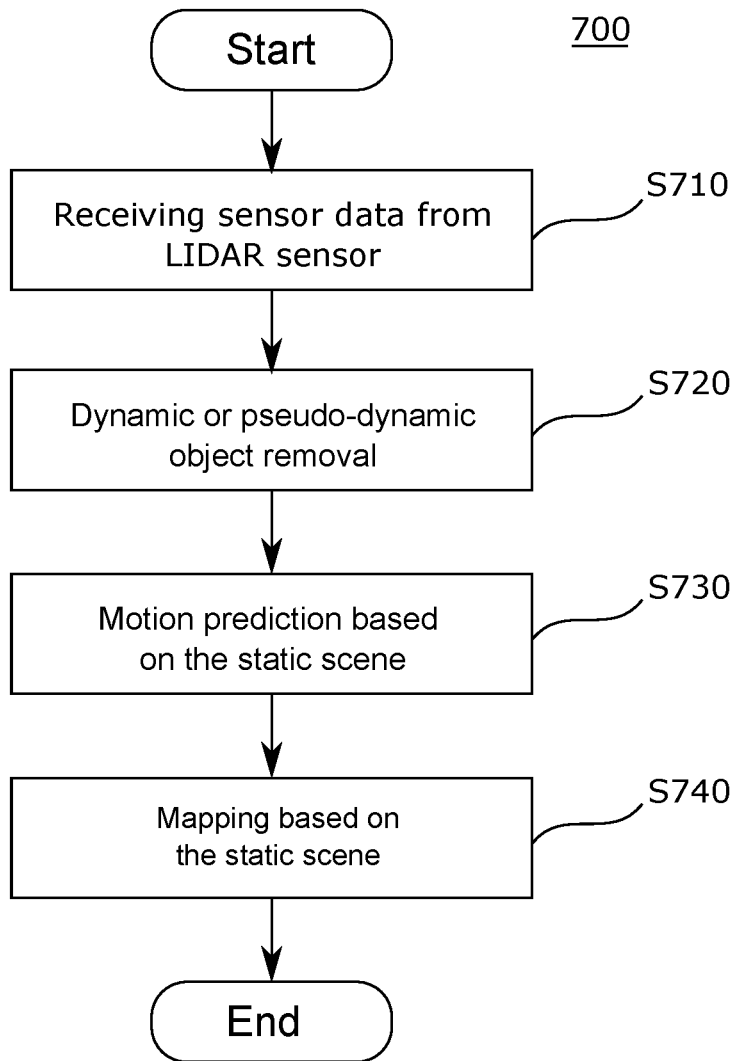 700
Start
Receiving sensor data from
LIDAR sensor
S710
Dynamic or pseudo-dynamic
object removal
S720
Motion prediction based
on the static scene
S730
Mapping based on
the static scene
S740
End